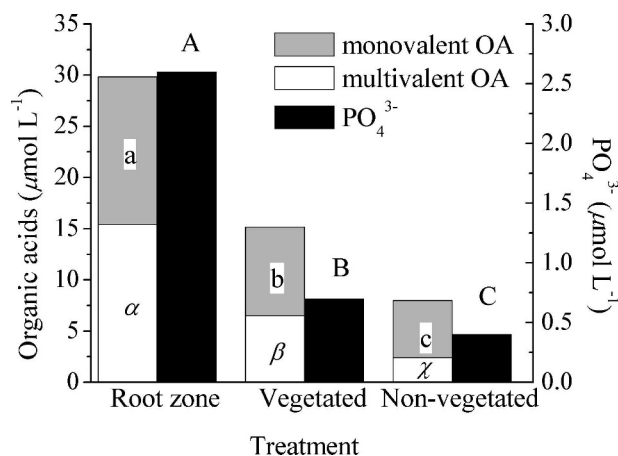 35
30
25
20
15
10
5
0
Organic acids (μmol L⁻¹)
monovalent OA
multivalent OA
PO₄³⁻
A
a
α
B
b
β
C
c
χ
3.0
2.5
2.0
1.5
1.0
0.5
0.0
PO₄³⁻ (μmol L⁻¹)
Root zone Vegetated Non-vegetated
Treatment